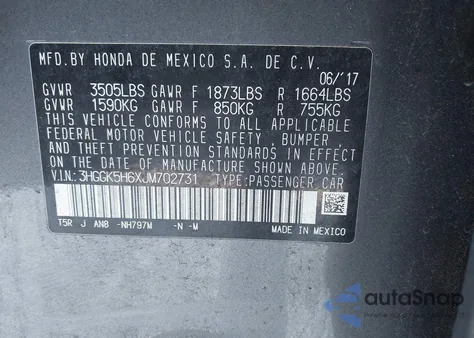 MFD.BY HONDA DE MEXICO S.A. DE C.V.
06/'17
GVWR 3505LBS GAWR F 1873LBS R 1664LBS
GVWR 1590KG GAWR F 850KG R 755KG
THIS VEHICLE CONFORMS TO ALL APPLICABLE
FEDERAL MOTOR VEHICLE SAFETY, BUMPER,
AND THEFT PREVENTION STANDARDS IN EFFECT
ON THE DATE OF MANUFACTURE SHOWN ABOVE.
V.I.N.: 3HGGK5H6XJM702731 TYPE:PASSENGER CAR
T5R J AN8 -NH797M -N -M
MADE IN MEXICO
autoSnap